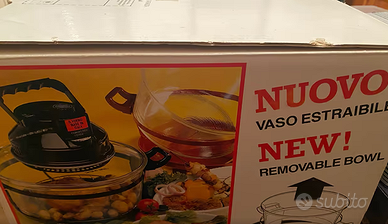 NUOVO
VASO ESTRAIBILE
NEW!
REMOVABLE BOWL
subito